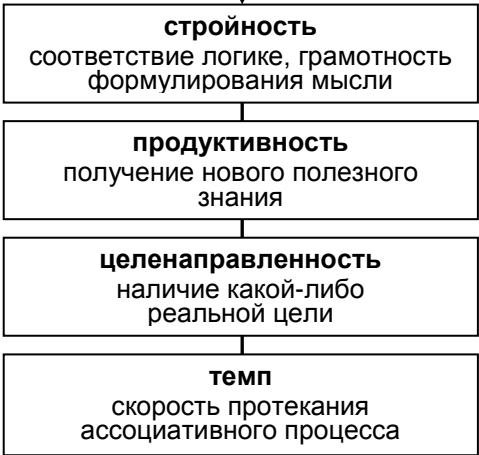 стройность
соответствие логике, грамотность
формулирования мысли
продуктивность
получение нового полезного
знания
целенаправленность
наличие какой-либо
реальной цели
темп
скорость протекания
ассоциативного процесса